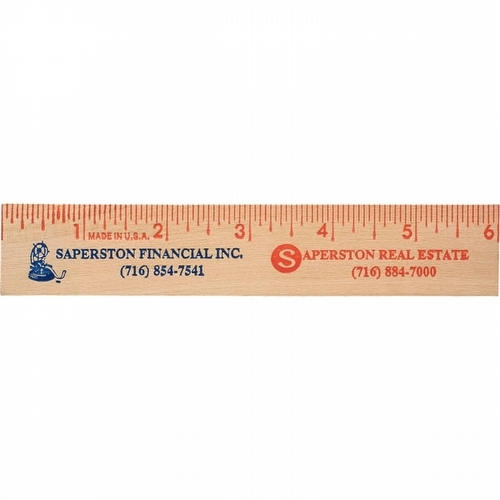 1 MADE IN U.S.A. 2 3 4 5 6
SAPERSTON FINANCIAL INC.
(716) 854-7541
SAPERSTON REAL ESTATE
(716) 884-7000